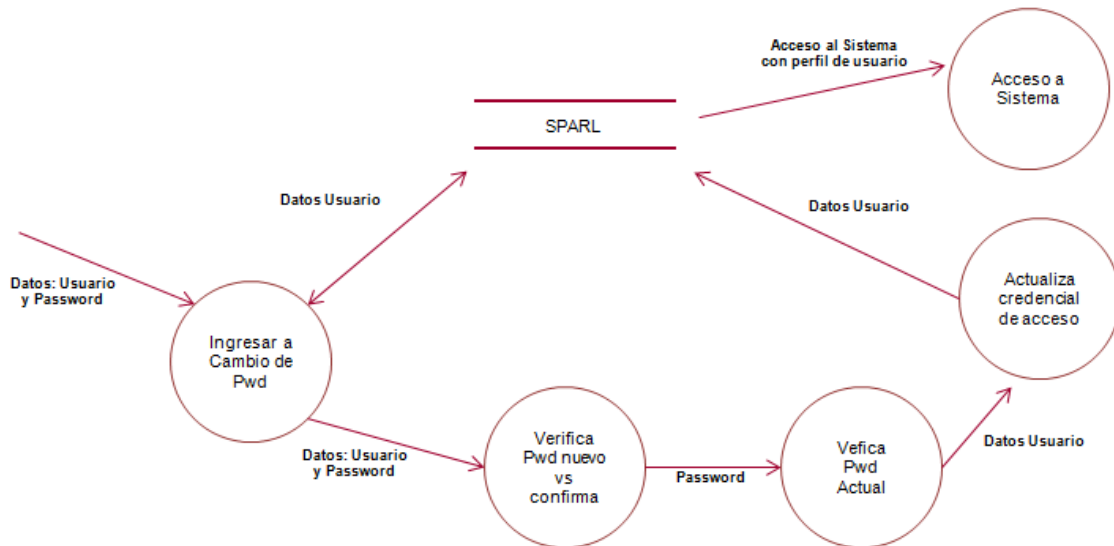 Acceso al Sistema
con perfil de usuario
Acceso a
Sistema
SPARL
Datos Usuario
Datos Usuario
Datos: Usuario
y Password
Ingresar a
Cambio de
Pwd
Actualiza
credencial
de acceso
Datos: Usuario
y Password
Verifica
Pwd nuevo
vs
confirma
Password
Vefica
Pwd
Actual
Datos Usuario